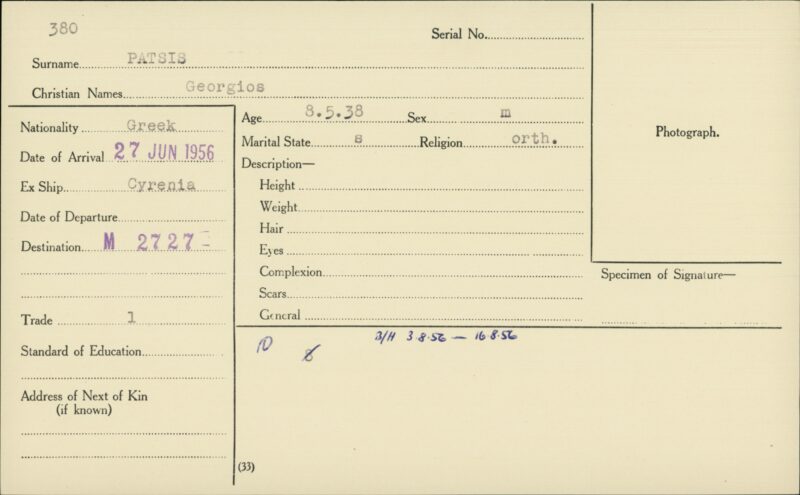 380
Serial No.
Surname PATSIS
Christian Names Georgios
Nationality Greek
Date of Arrival 27 JUN 1956
Ex Ship Cyrenia
Date of Departure
Destination M 2727
Trade 1
Standard of Education
Address of Next of Kin
(if known)
Age 8.5.38 Sex m
Marital State s Religion orth.
Description—
Height
Weight
Hair
Eyes
Complexion
Scars
General
Photograph.
Specimen of Signature—
B/H 3.8.56 — 16.8.56
(33)